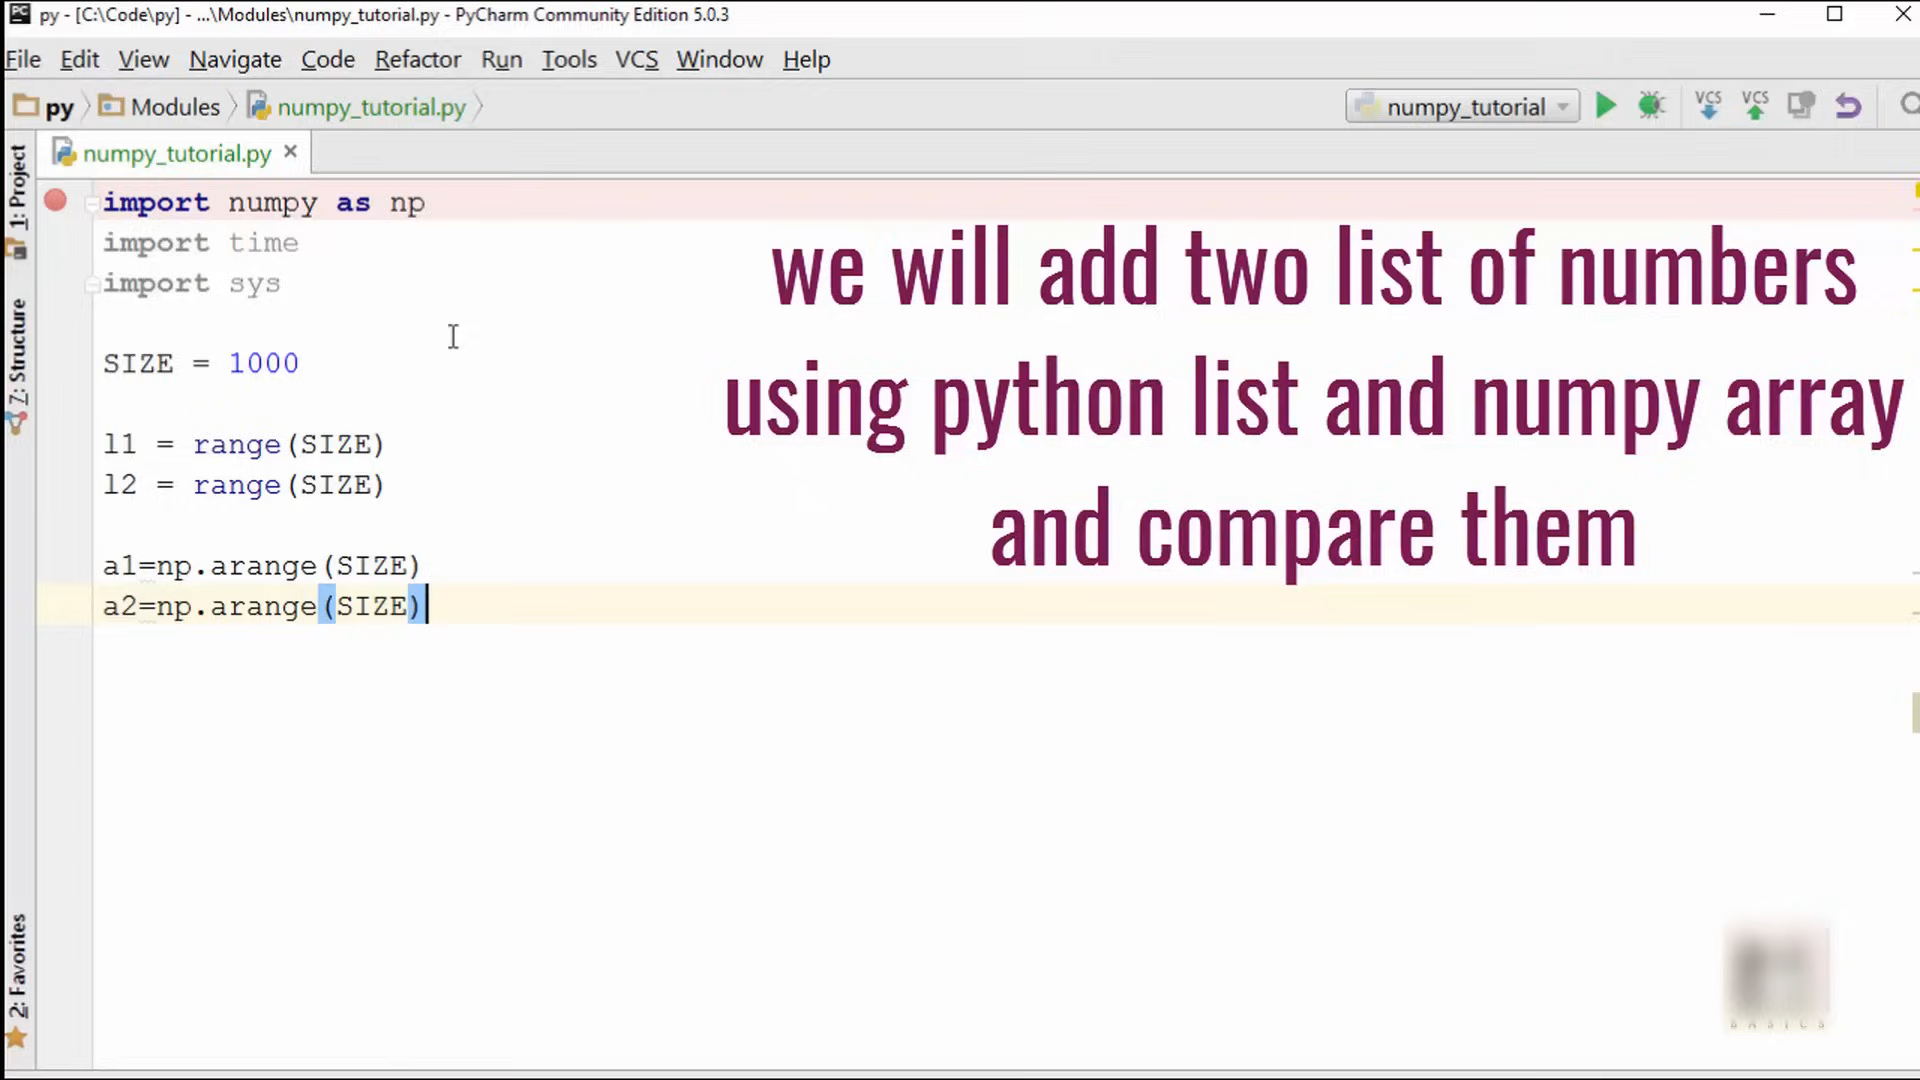 py - [C:\Code\py] - ...\Modules\numpy_tutorial.py - PyCharm Community Edition 5.0.3
File Edit View Navigate Code Refactor Run Tools VCS Window Help
py Modules numpy_tutorial.py numpy_tutorial VCS VCS
numpy_tutorial.py
1: Project
7: Structure
2: Favorites
import numpy as np
import time
import sys
SIZE = 1000
l1 = range(SIZE)
l2 = range(SIZE)
a1=np.arange(SIZE)
a2=np.arange(SIZE)
we will add two list of numbers
using python list and numpy array
and compare them
BASICS